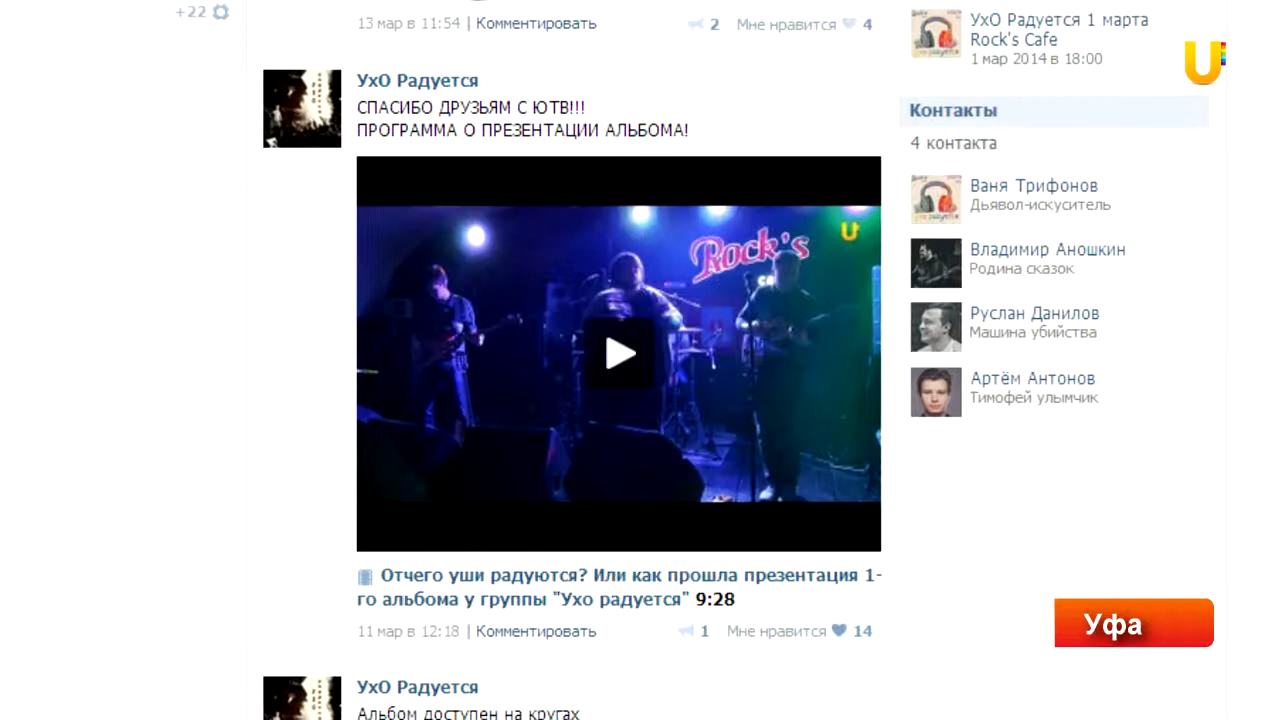 +22
13 мар в 11:54 | Комментировать
2 Мне нравится 4
УхО Радуется
СПАСИБО ДРУЗЬЯМ С ЮТВ!!!
ПРОГРАММА О ПРЕЗЕНТАЦИИ АЛЬБОМА!
Rock's
U
Отчего уши радуются? Или как прошла презентация 1-
го альбома у группы "Ухо радуется" 9:28
11 мар в 12:18 | Комментировать
1 Мне нравится 14
УхО Радуется
Альбом доступен на кругах
УхО Радуется 1 марта
Rock's Cafe
1 мар 2014 в 18:00
U
Контакты
4 контакта
Ваня Трифонов
Дьявол-искуситель
Владимир Аношкин
Родина сказок
Руслан Данилов
Машина убийства
Артём Антонов
Тимофей улымчик
Уфа